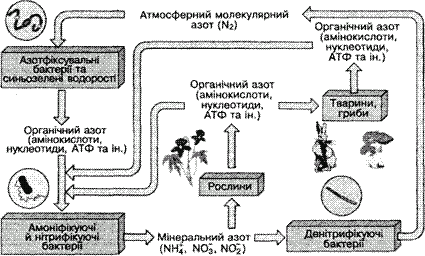 Атмосферний молекулярний
азот (N₂)
Азотфіксувальні
бактерії та
синьозелені водорості
Органічний азот
(амінокислоти,
нуклеотиди, АТФ та ін.)
Амоніфікуючі
й нітрифікуючі
бактерії
Мінеральний азот
(NH₄⁺, NO₃⁻, NO₂⁻)
Рослини
Органічний азот
(амінокислоти,
нуклеотиди,
АТФ та ін.)
Тварини,
гриби
Органічний азот
(амінокислоти,
нуклеотиди,
АТФ та ін.)
Денітрифікуючі
бактерії